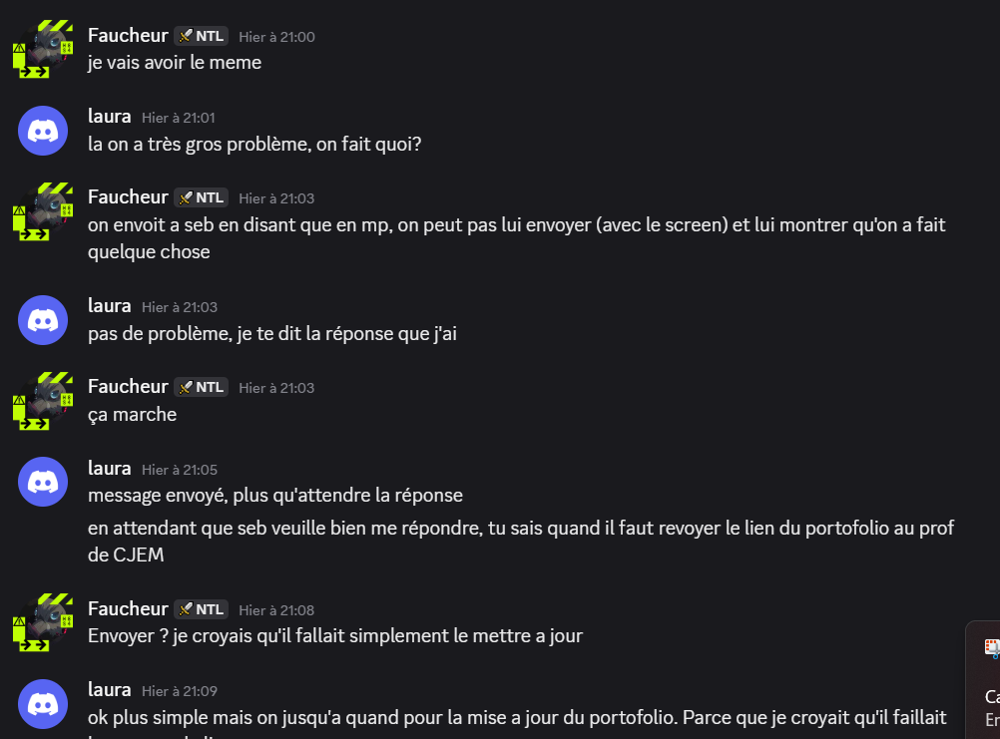 Faucheur NTL Hier à 21:00
je vais avoir le meme
laura Hier à 21:01
la on a très gros problème, on fait quoi?
Faucheur NTL Hier à 21:03
on envoit a seb en disant que en mp, on peut pas lui envoyer (avec le screen) et lui montrer qu'on a fait
quelque chose
laura Hier à 21:03
pas de problème, je te dit la réponse que j'ai
Faucheur NTL Hier à 21:03
ça marche
laura Hier à 21:05
message envoyé, plus qu'attendre la réponse
en attendant que seb veuille bien me répondre, tu sais quand il faut revoyer le lien du portofolio au prof
de CJEM
Faucheur NTL Hier à 21:08
Envoyer ? je croyais qu'il fallait simplement le mettre a jour
laura Hier à 21:09
ok plus simple mais on jusqu'a quand pour la mise a jour du portofolio. Parce que je croyait qu'il faillait